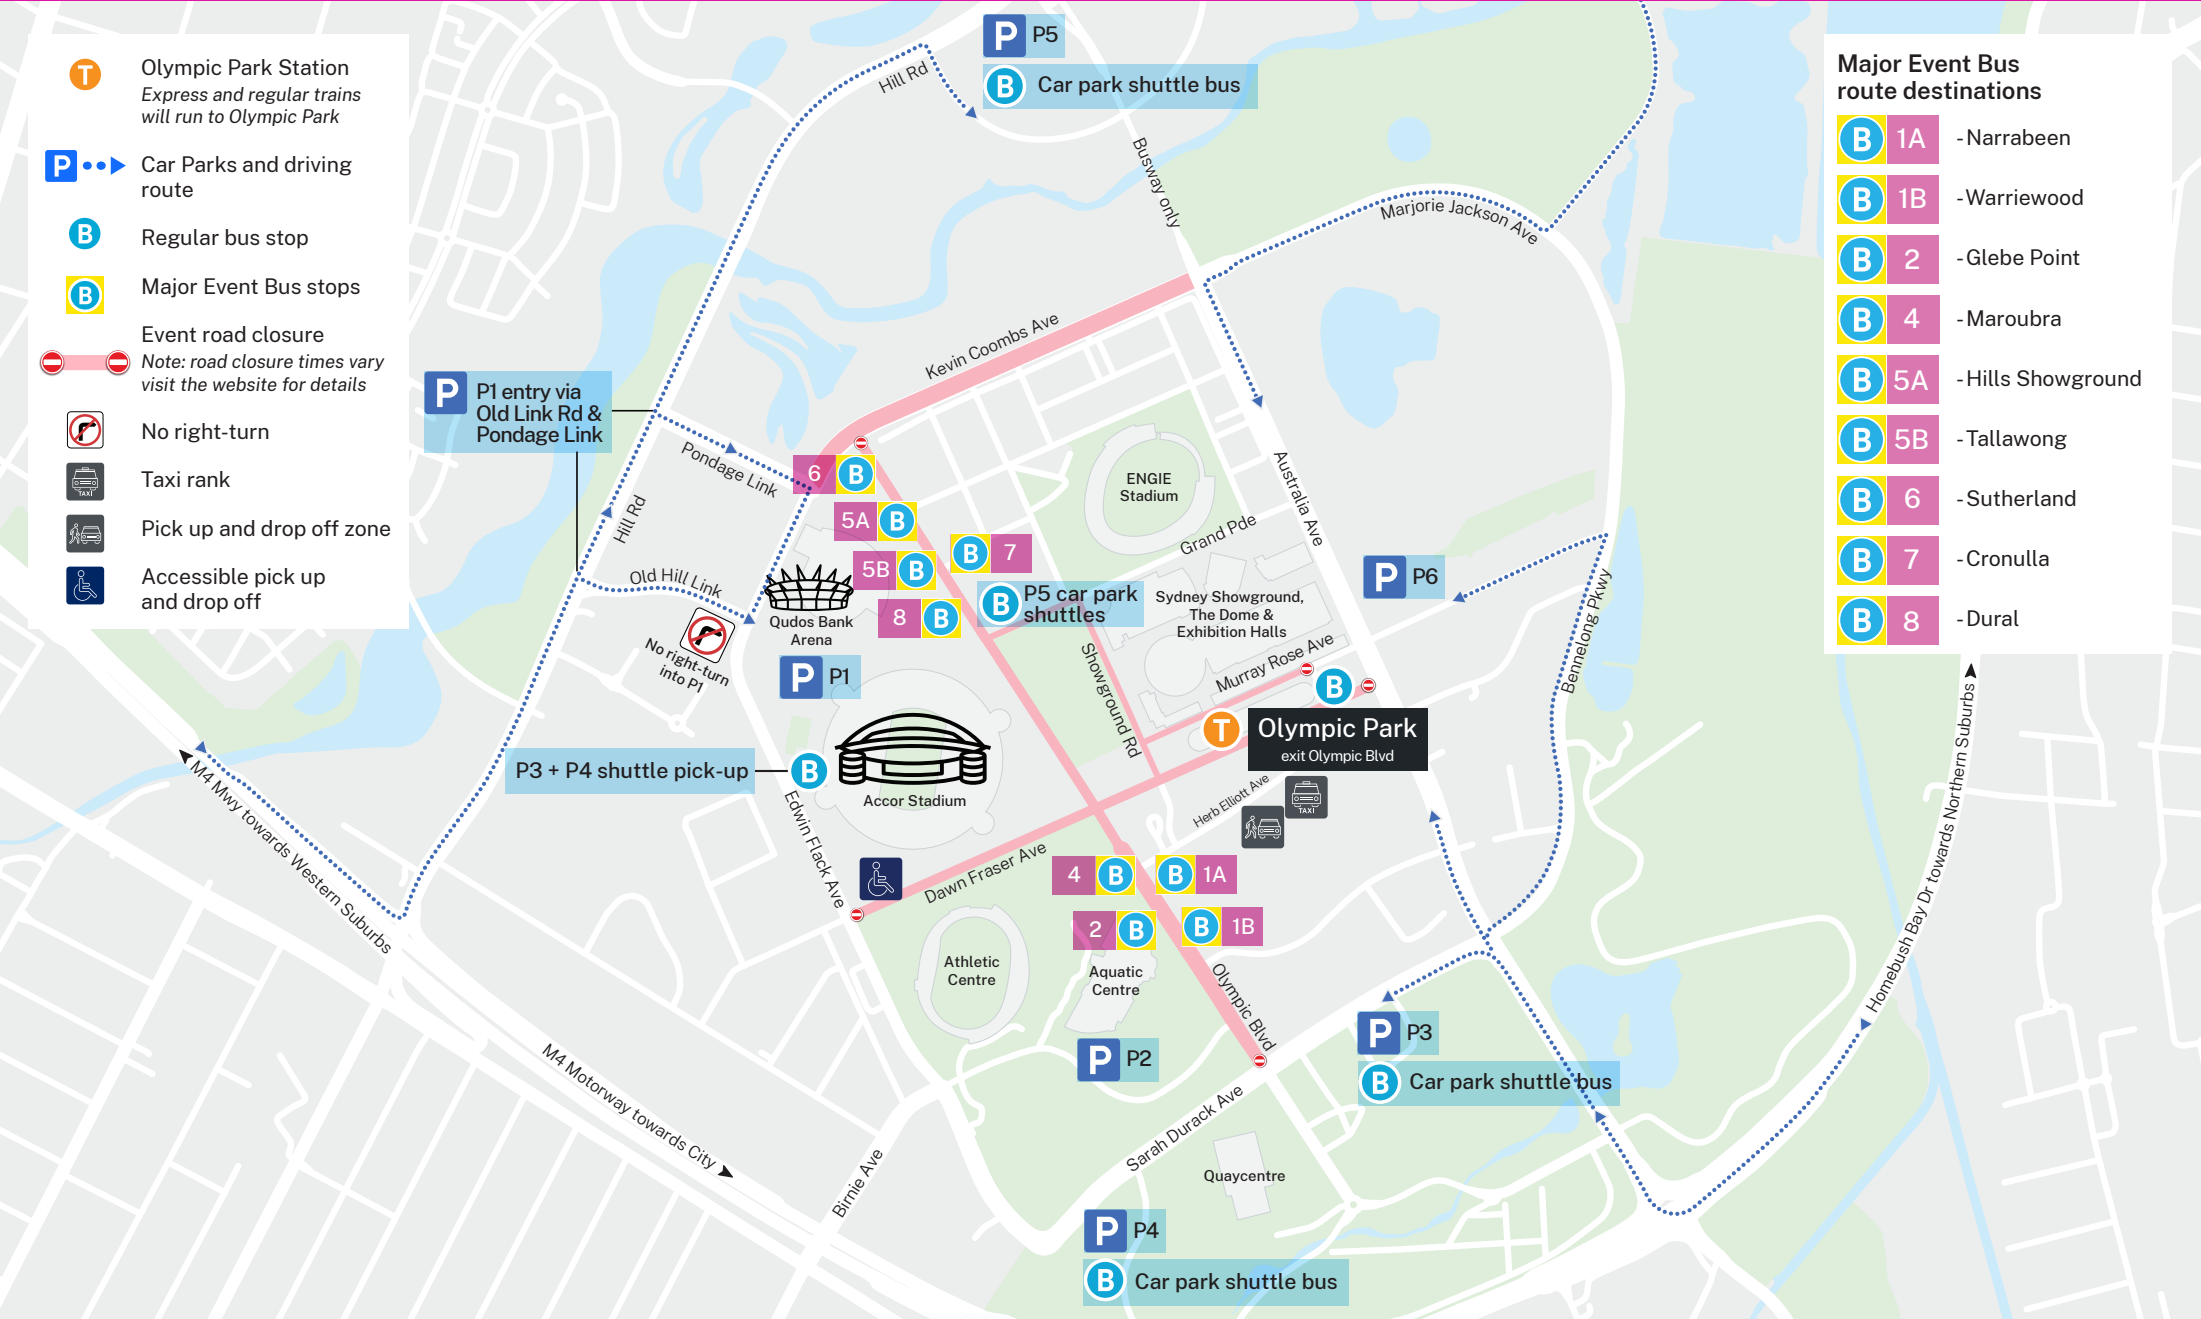 T
Olympic Park Station
Express and regular trains
will run to Olympic Park
P
Car Parks and driving
route
B
Regular bus stop
B
Major Event Bus stops
Event road closure
Note: road closure times vary
visit the website for details
No right-turn
TAXI
Taxi rank
Pick up and drop off zone
Accessible pick up
and drop off
Major Event Bus
route destinations
B 1A - Narrabeen
B 1B - Warriewood
B 2 - Glebe Point
B 4 - Maroubra
B 5A - Hills Showground
B 5B - Tallawong
B 6 - Sutherland
B 7 - Cronulla
B 8 - Dural
P P5
B Car park shuttle bus
Hill Rd
Busway only
Marjorie Jackson Ave
Kevin Coombs Ave
P P1 entry via
Old Link Rd &
Pondage Link
Pondage Link
Hill Rd
Old Hill Link
No right-turn
into P1
6 B
5A B
5B B
8 B
B 7
B P5 car park
shuttles
Qudos Bank
Arena
P P1
ENGIE
Stadium
Grand Pde
Australia Ave
Sydney Showground,
The Dome &
Exhibition Halls
Murray Rose Ave
Showground Rd
P P6
Bennelong Pkwy
B
T Olympic Park
exit Olympic Blvd
TAXI
Herb Elliott Ave
P3 + P4 shuttle pick-up B
Accor Stadium
Edwin Flack Ave
Dawn Fraser Ave
4 B
B 1A
2 B
B 1B
Athletic
Centre
Aquatic
Centre
Olympic Blvd
P P2
P P3
B Car park shuttle bus
Sarah Durack Ave
Quaycentre
P P4
B Car park shuttle bus
Birnie Ave
M4 Mwy towards Western Suburbs
M4 Motorway towards City
Homebush Bay Dr towards Northern Suburbs